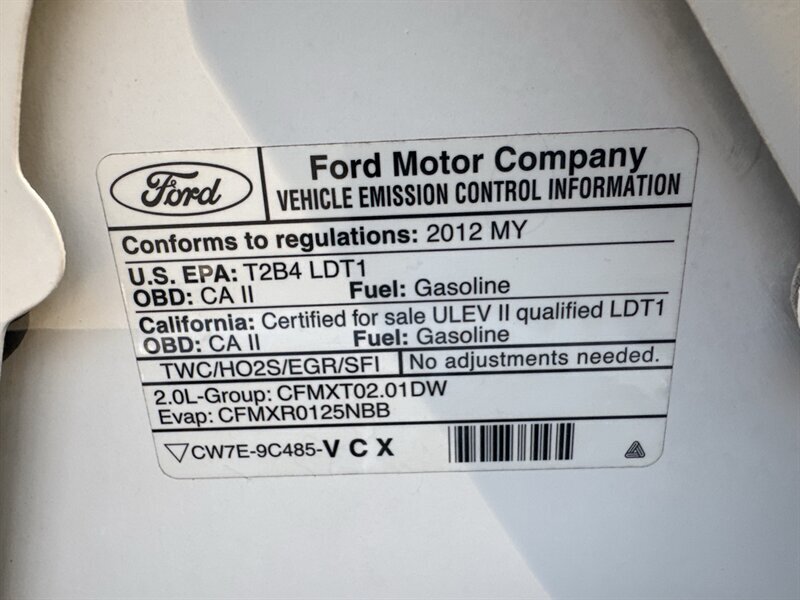 Ford
Ford Motor Company
VEHICLE EMISSION CONTROL INFORMATION
Conforms to regulations: 2012 MY
U.S. EPA: T2B4 LDT1
OBD: CA II Fuel: Gasoline
California: Certified for sale ULEV II qualified LDT1
OBD: CA II Fuel: Gasoline
TWC/HO2S/EGR/SFI No adjustments needed.
2.0L-Group: CFMXT02.01DW
Evap: CFMXR0125NBB
CW7E-9C485-V C X